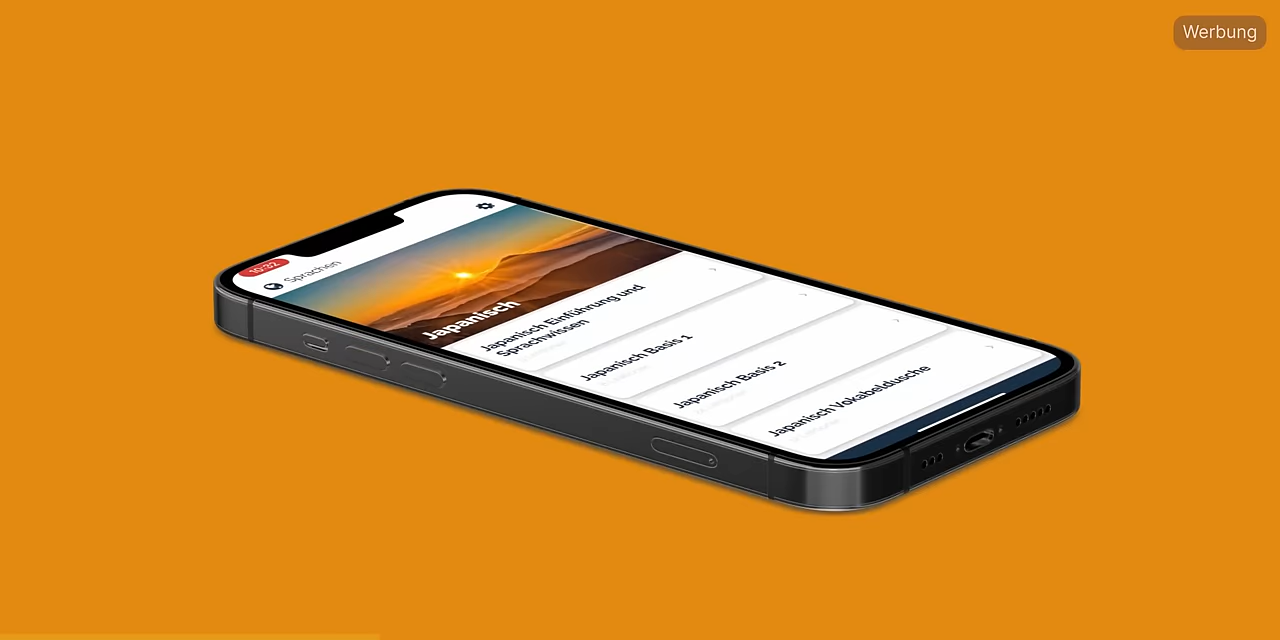 Werbung
10:32
Sprachen
Japanisch
Japanisch Einführung und
Sprachwissen
Japanisch Basis 1
Japanisch Basis 2
Japanisch Vokabeldusche